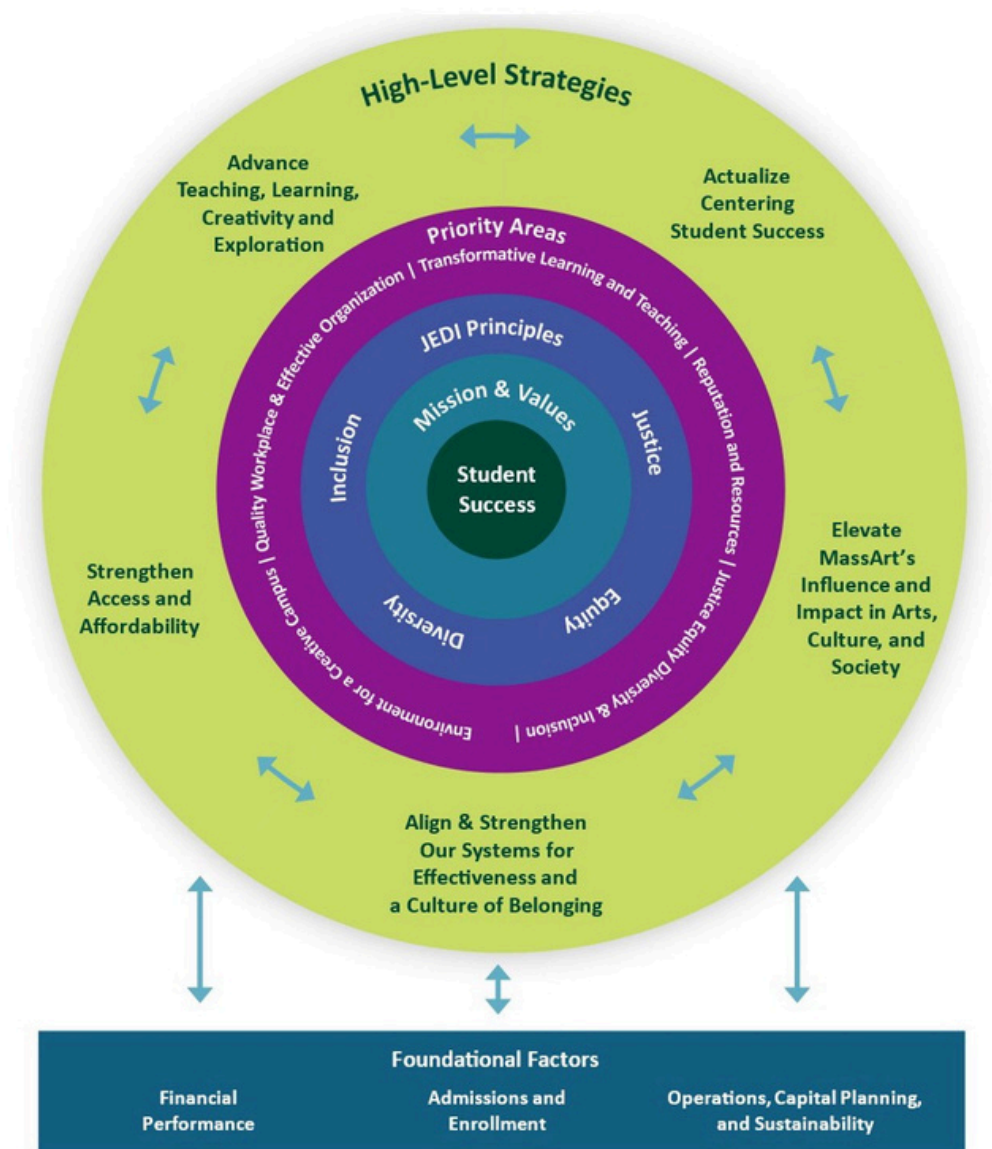 High-Level Strategies
Advance
Teaching, Learning,
Creativity and
Exploration
Actualize
Centering
Student Success
Priority Areas
Environment for a Creative Campus | Quality Workplace & Effective Organization | Transformative Learning and Teaching | Reputation and Resources | Justice Equity Diversity & Inclusion |
JEDI Principles
Inclusion
Justice
Diversity
Equity
Mission & Values
Student
Success
Strengthen
Access and
Affordability
Elevate
MassArt's
Influence and
Impact in Arts,
Culture, and
Society
Align & Strengthen
Our Systems for
Effectiveness and
a Culture of Belonging
Foundational Factors
Financial
Performance
Admissions and
Enrollment
Operations, Capital Planning,
and Sustainability